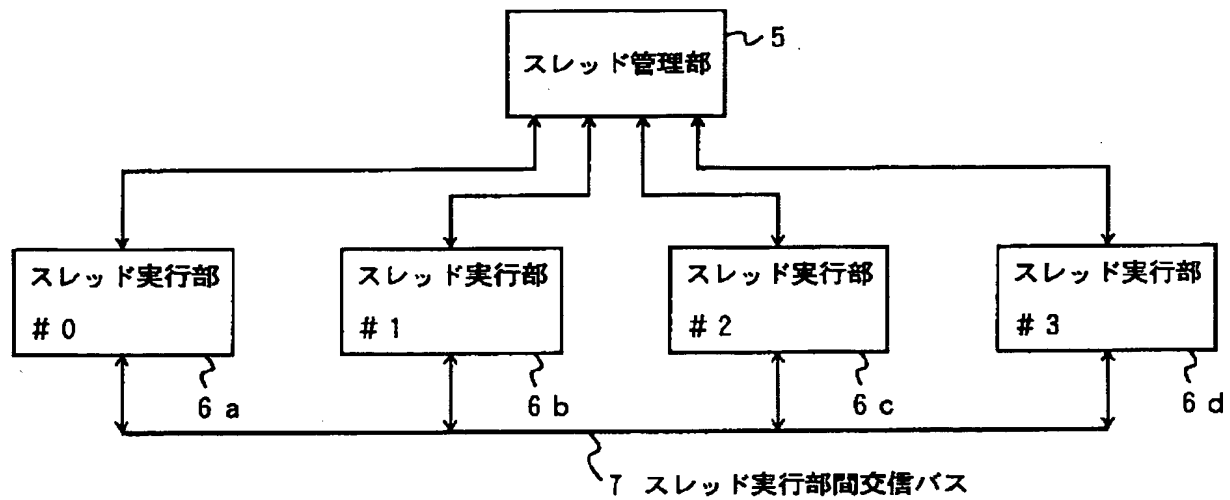 5
スレッド管理部
スレッド実行部
#0
スレッド実行部
#1
スレッド実行部
#2
スレッド実行部
#3
6a
6b
6c
6d
7 スレッド実行部間交信バス